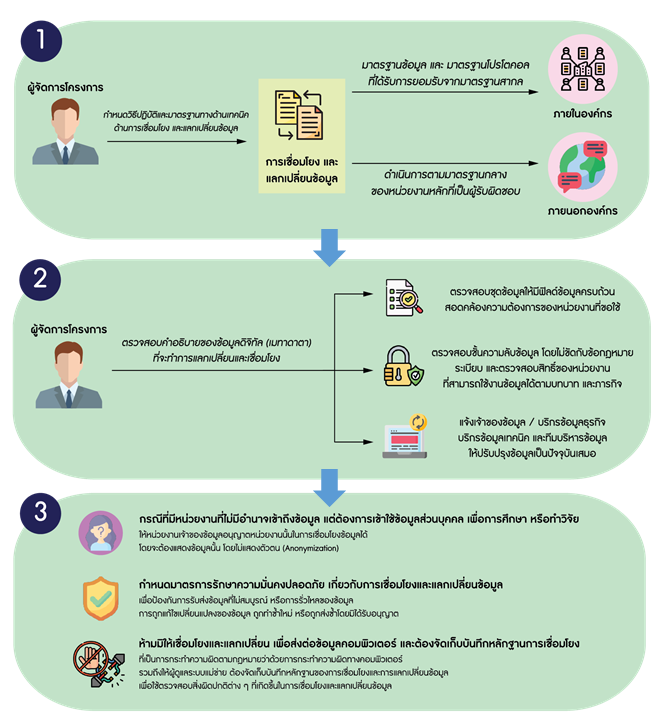 1
ผู้จัดการโครงการ
กำหนดวิธีปฏิบัติและมาตรฐานทางด้านเทคนิค
ด้านการเชื่อมโยง และแลกเปลี่ยนข้อมูล
การเชื่อมโยง และ
แลกเปลี่ยนข้อมูล
มาตรฐานข้อมูล และ มาตรฐานโปรโตคอล
ที่ได้รับการยอมรับจากมาตรฐานสากล
ภายในองค์กร
ดำเนินการตามมาตรฐานกลาง
ของหน่วยงานหลักที่เป็นผู้รับผิดชอบ
ภายนอกองค์กร
2
ผู้จัดการโครงการ
ตรวจสอบคำอธิบายของข้อมูลดิจิทัล (เมทาดาตา)
ที่จะทำการแลกเปลี่ยนและเชื่อมโยง
ตรวจสอบชุดข้อมูลให้มีฟิลด์ข้อมูลครบถ้วน
สอดคล้องความต้องการของหน่วยงานที่ขอใช้
ตรวจสอบชั้นความลับข้อมูล โดยไม่ขัดกับข้อกฎหมาย
ระเบียบ และตรวจสอบสิทธิ์ของหน่วยงาน
ที่สามารถใช้งานข้อมูลได้ตามบทบาท และภารกิจ
แจ้งเจ้าของข้อมูล / บริกรข้อมูลธุรกิจ
บริกรข้อมูลเทคนิค และทีมบริหารข้อมูล
ให้ปรับปรุงข้อมูลเป็นปัจจุบันเสมอ
3
กรณีที่มีหน่วยงานที่ไม่มีอำนาจเข้าถึงข้อมูล แต่ต้องการเข้าใช้ข้อมูลส่วนบุคคล เพื่อการศึกษา หรือทำวิจัย
ให้หน่วยงานเจ้าของข้อมูลอนุญาตหน่วยงานนั้นในการเชื่อมโยงข้อมูลได้
โดยจะต้องแสดงข้อมูลนั้น โดยไม่แสดงตัวตน (Anonymization)
กำหนดมาตรการรักษาความมั่นคงปลอดภัย เกี่ยวกับการเชื่อมโยงและแลกเปลี่ยนข้อมูล
เพื่อป้องกันการรับส่งข้อมูลที่ไม่สมบูรณ์ หรือการรั่วไหลของข้อมูล
การถูกแก้ไขเปลี่ยนแปลงของข้อมูล ถูกทำซ้ำใหม่ หรือถูกส่งซ้ำโดยมิได้รับอนุญาต
ห้ามมิให้เชื่อมโยงและแลกเปลี่ยน เพื่อส่งต่อข้อมูลคอมพิวเตอร์ และต้องจัดเก็บบันทึกหลักฐานการเชื่อมโยง
ที่เป็นการกระทำความผิดตามกฎหมายว่าด้วยการกระทำความผิดทางคอมพิวเตอร์
รวมถึงให้ผู้ดูแลระบบแม่ข่าย ต้องจัดเก็บบันทึกหลักฐานของการเชื่อมโยงและการแลกเปลี่ยนข้อมูล
เพื่อใช้ตรวจสอบสิ่งผิดปกติต่าง ๆ ที่เกิดขึ้นในการเชื่อมโยงและแลกเปลี่ยนข้อมูล